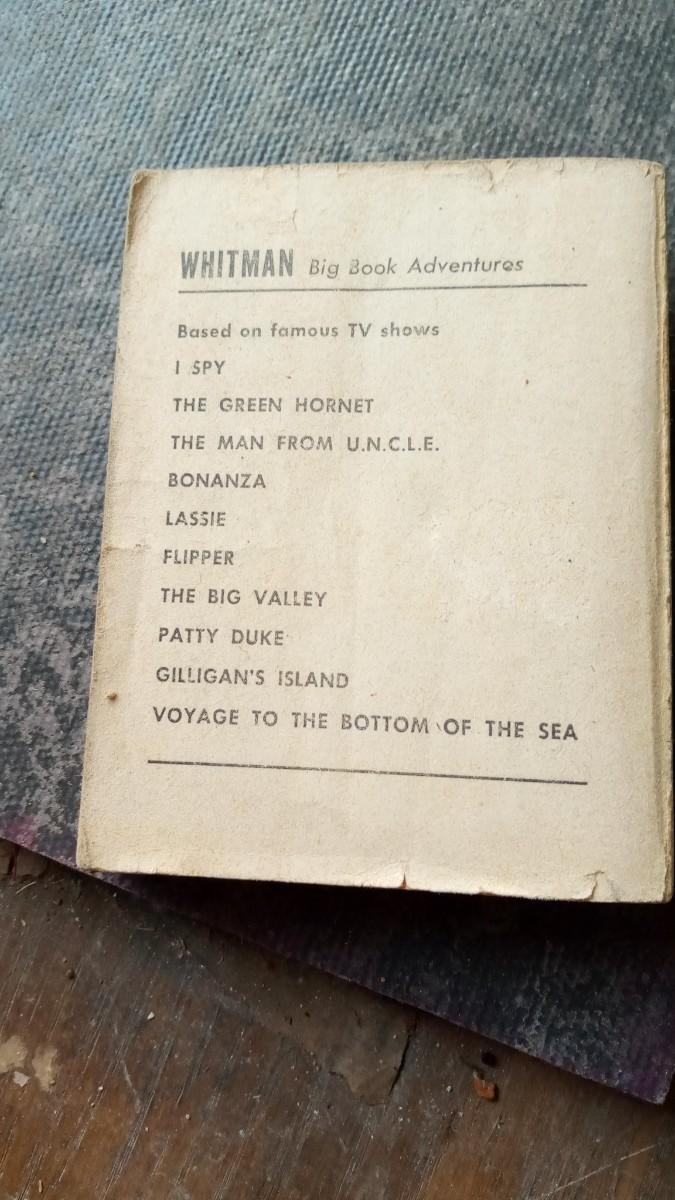 WHITMAN Big Book Adventures
Based on famous TV shows
I SPY
THE GREEN HORNET
THE MAN FROM U.N.C.L.E.
BONANZA
LASSIE
FLIPPER
THE BIG VALLEY
PATTY DUKE
GILLIGAN'S ISLAND
VOYAGE TO THE BOTTOM OF THE SEA